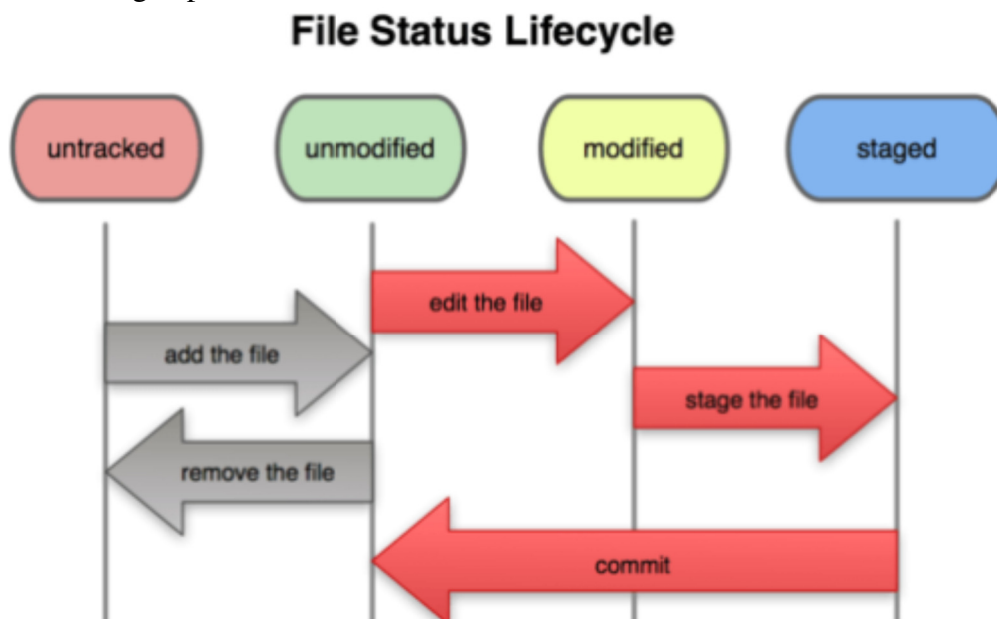 File Status Lifecycle
untracked
unmodified
modified
staged
edit the file
add the file
stage the file
remove the file
commit